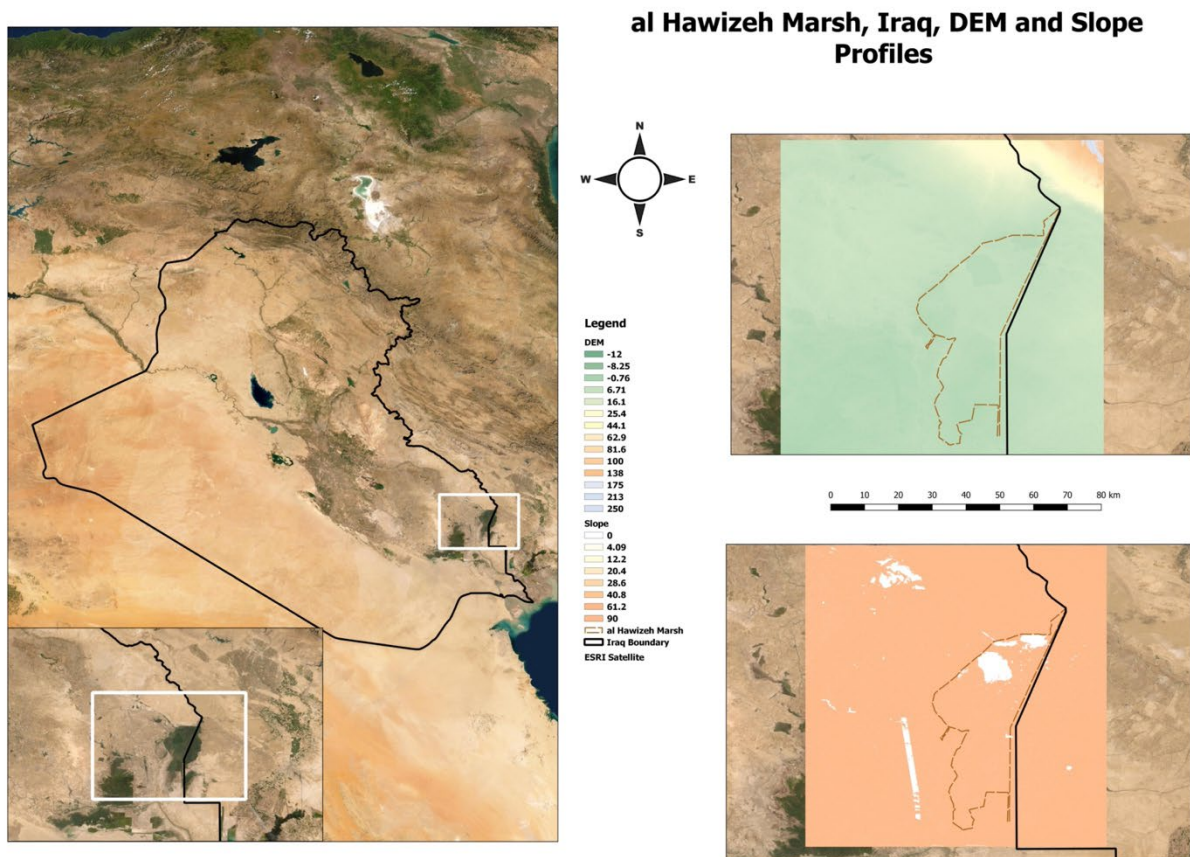 al Hawizeh Marsh, Iraq, DEM and Slope
Profiles
N
W
E
S
Legend
DEM
-12
-8.25
-0.76
6.71
16.1
25.4
44.1
62.9
81.6
100
138
175
213
250
Slope
0
4.09
12.2
20.4
28.6
40.8
61.2
90
al Hawizeh Marsh
Iraq Boundary
ESRI Satellite
0 10 20 30 40 50 60 70 80 km